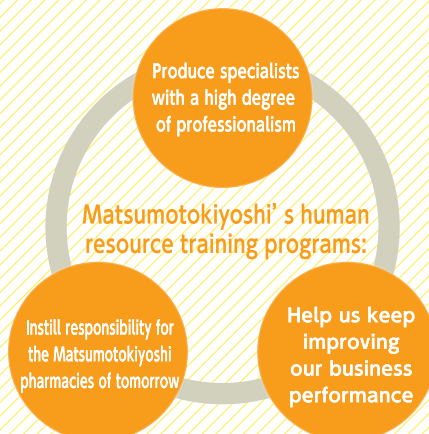 Produce specialists
with a high degree
of professionalism
Matsumotokiyoshi's human
resource training programs:
Instill responsibility for
the Matsumotokiyoshi
pharmacies of tomorrow
Help us keep
improving
our business
performance